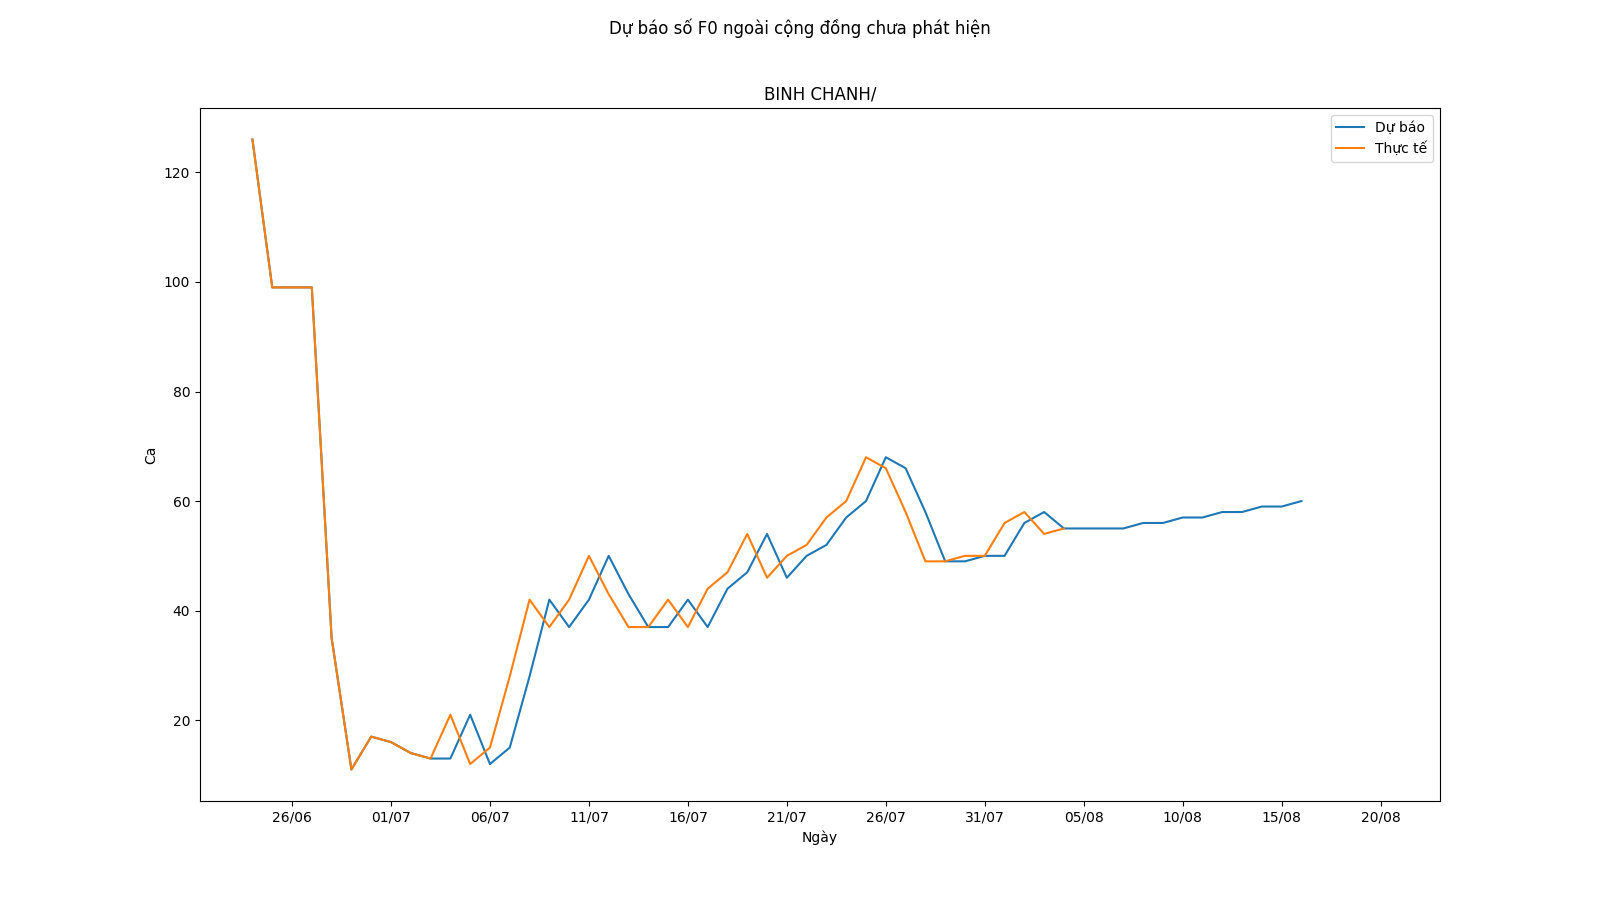 Dự báo số F0 ngoài cộng đồng chưa phát hiện
BINH CHANH/
Dự báo
Thực tế
120
100
80
60
40
20
Ca
26/06 01/07 06/07 11/07 16/07 21/07 26/07 31/07 05/08 10/08 15/08 20/08
Ngày